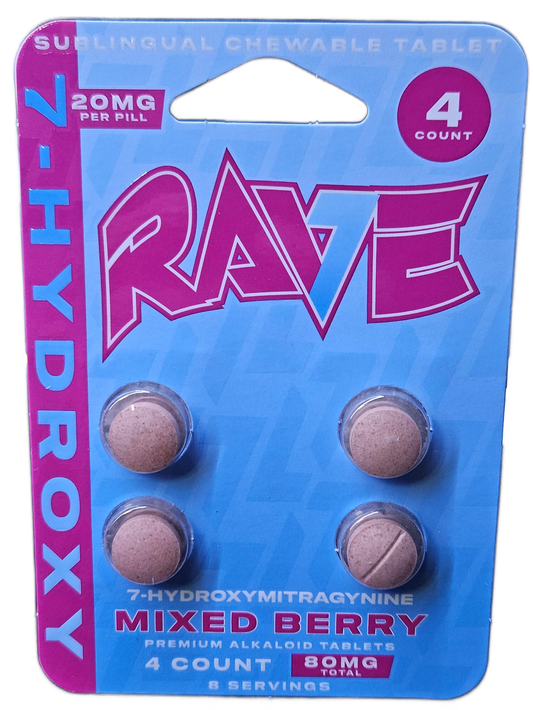 SUBLINGUAL CHEWABLE TABLET
7-HYDROXY
20MG
PER PILL
4
COUNT
RAVE
7-HYDROXYMITRAGYNINE
MIXED BERRY
PREMIUM ALKALOID TABLETS
4 COUNT
80MG
TOTAL
8 SERVINGS